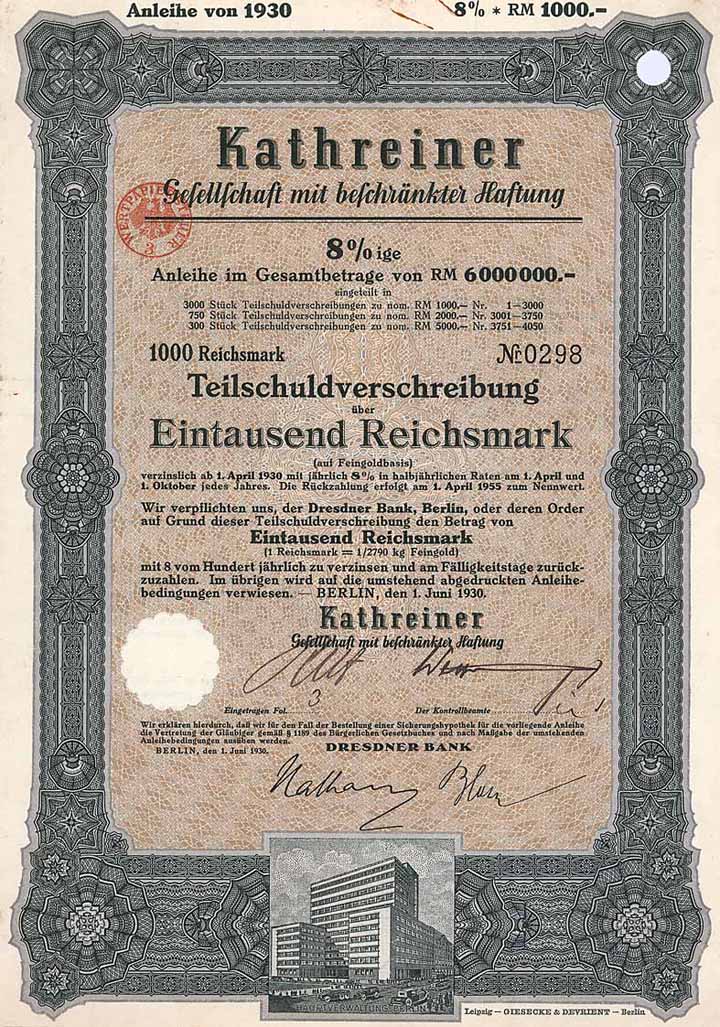 Anleihe von 1930 8% * RM 1000.-
Kathreiner
Gesellschaft mit beschränkter Haftung
WERTPAPIERSTEUER
3
8% ige
Anleihe im Gesamtbetrage von RM 6000000.-
eingeteilt in
3000 Stück Teilschuldverschreibungen zu nom. RM 1000.— Nr. 1—3000
750 Stück Teilschuldverschreibungen zu nom. RM 2000.— Nr. 3001—3750
300 Stück Teilschuldverschreibungen zu nom. RM 5000.— Nr. 3751—4050
1000 Reichsmark № 0298
Teilschuldverschreibung
über
Eintausend Reichsmark
(auf Feingoldbasis)
verzinslich ab 1. April 1930 mit jährlich 8% in halbjährlichen Raten am 1. April und
1. Oktober jedes Jahres. Die Rückzahlung erfolgt am 1. April 1955 zum Nennwert.
Wir verpflichten uns, der Dresdner Bank, Berlin, oder deren Order
auf Grund dieser Teilschuldverschreibung den Betrag von
Eintausend Reichsmark
(1 Reichsmark = 1/2790 kg Feingold)
mit 8 vom Hundert jährlich zu verzinsen und am Fälligkeitstage zurück-
zuzahlen. Im übrigen wird auf die umstehend abgedruckten Anleihe-
bedingungen verwiesen. — BERLIN, den 1. Juni 1930.
Kathreiner
Gesellschaft mit beschränkter Haftung
Eingetragen Fol. 3 Der Kontrollbeamte
Wir erklären hierdurch, daß wir für den Fall der Bestellung einer Sicherungshypothek für die vorliegende Anleihe
die Vertretung der Gläubiger gemäß § 1189 des Bürgerlichen Gesetzbuches und nach Maßgabe der umstehenden
Anleihebedingungen ausüben werden.
BERLIN, den 1. Juni 1930. DRESDNER BANK
Nathan
HAUPTVERWALTUNG BERLIN
Leipzig — GIESECKE & DEVRIENT — Berlin